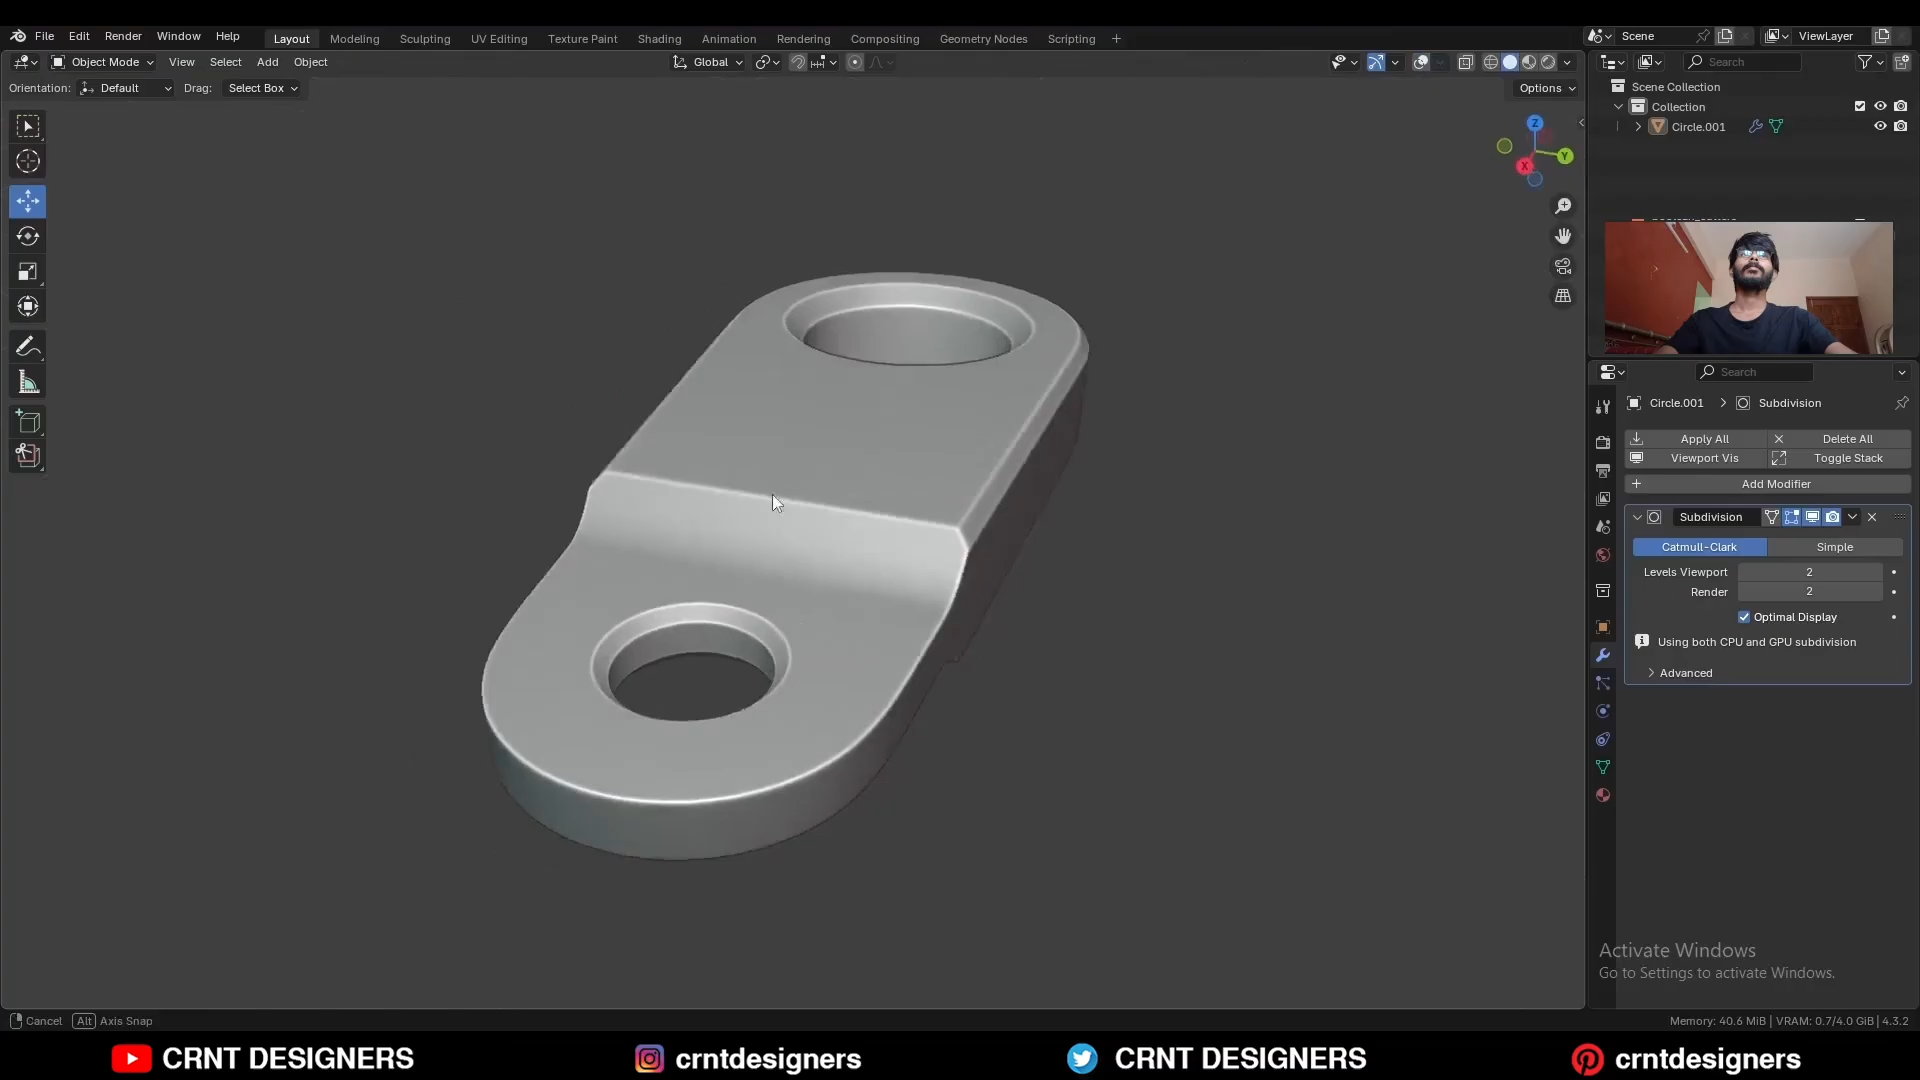 File Edit Render Window Help Layout Modeling Sculpting UV Editing Texture Paint Shading Animation Rendering Compositing Geometry Nodes Scripting + Scene ViewLayer
Object Mode View Select Add Object Global Search
Orientation: Default Drag: Select Box Options
Scene Collection
Collection
Circle.001
Z
Y
X
Search
Circle.001 > Subdivision
Apply All Delete All
Viewport Vis Toggle Stack
+ Add Modifier
Subdivision
Catmull-Clark Simple
Levels Viewport 2
Render 2
Optimal Display
Using both CPU and GPU subdivision
Advanced
Activate Windows
Go to Settings to activate Windows.
Cancel Alt Axis Snap Memory: 40.6 MiB | VRAM: 0.7/4.0 GiB | 4.3.2
CRNT DESIGNERS crntdesigners CRNT DESIGNERS crntdesigners